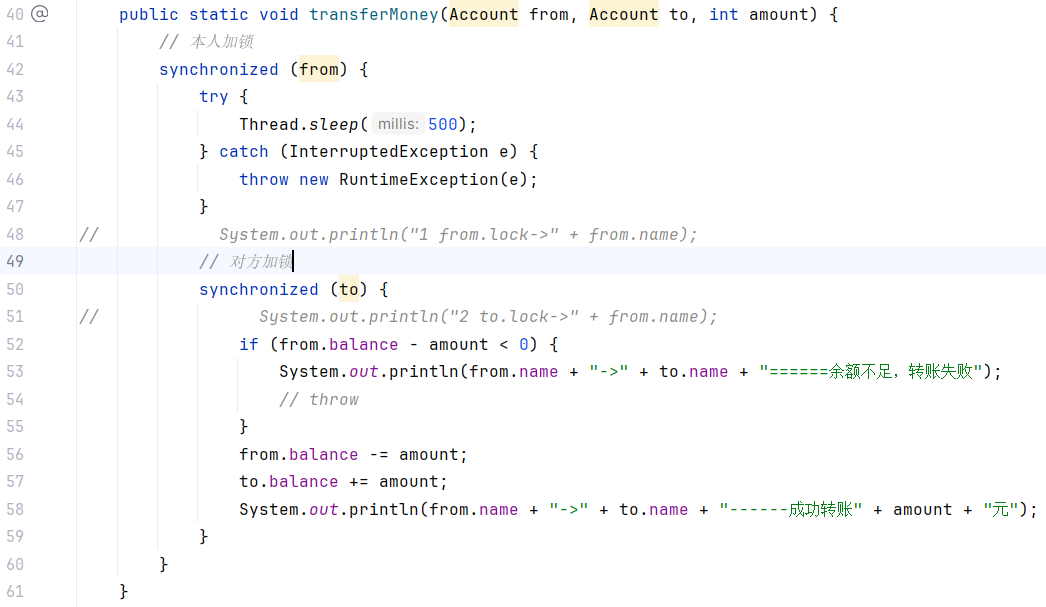 40 @ public static void transferMoney(Account from, Account to, int amount) {
41 // 本人加锁
42 synchronized (from) {
43 try {
44 Thread.sleep( millis: 500);
45 } catch (InterruptedException e) {
46 throw new RuntimeException(e);
47 }
48 // System.out.println("1 from.lock->" + from.name);
49 // 对方加锁
50 synchronized (to) {
51 // System.out.println("2 to.lock->" + from.name);
52 if (from.balance - amount < 0) {
53 System.out.println(from.name + "->" + to.name + "======余额不足，转账失败");
54 // throw
55 }
56 from.balance -= amount;
57 to.balance += amount;
58 System.out.println(from.name + "->" + to.name + "------成功转账" + amount + "元");
59 }
60 }
61 }